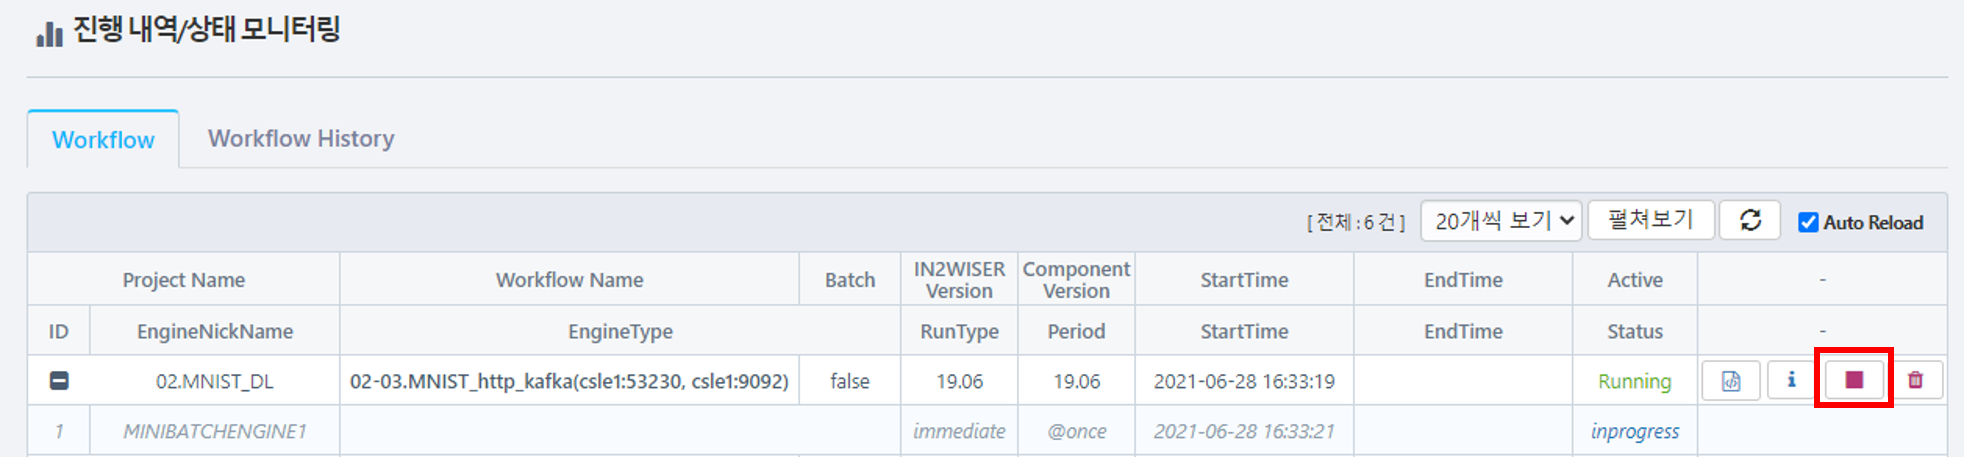 진행 내역/상태 모니터링
Workflow Workflow History
[ 전체 : 6 건 ] 20개씩 보기 펼쳐보기 Auto Reload
Project Name Workflow Name Batch IN2WISER Version Component Version StartTime EndTime Active -
ID EngineNickName EngineType RunType Period StartTime EndTime Status -
02.MNIST_DL 02-03.MNIST_http_kafka(csle1:53230, csle1:9092) false 19.06 19.06 2021-06-28 16:33:19 Running
1 MINIBATCHENGINE1 immediate @once 2021-06-28 16:33:21 inprogress